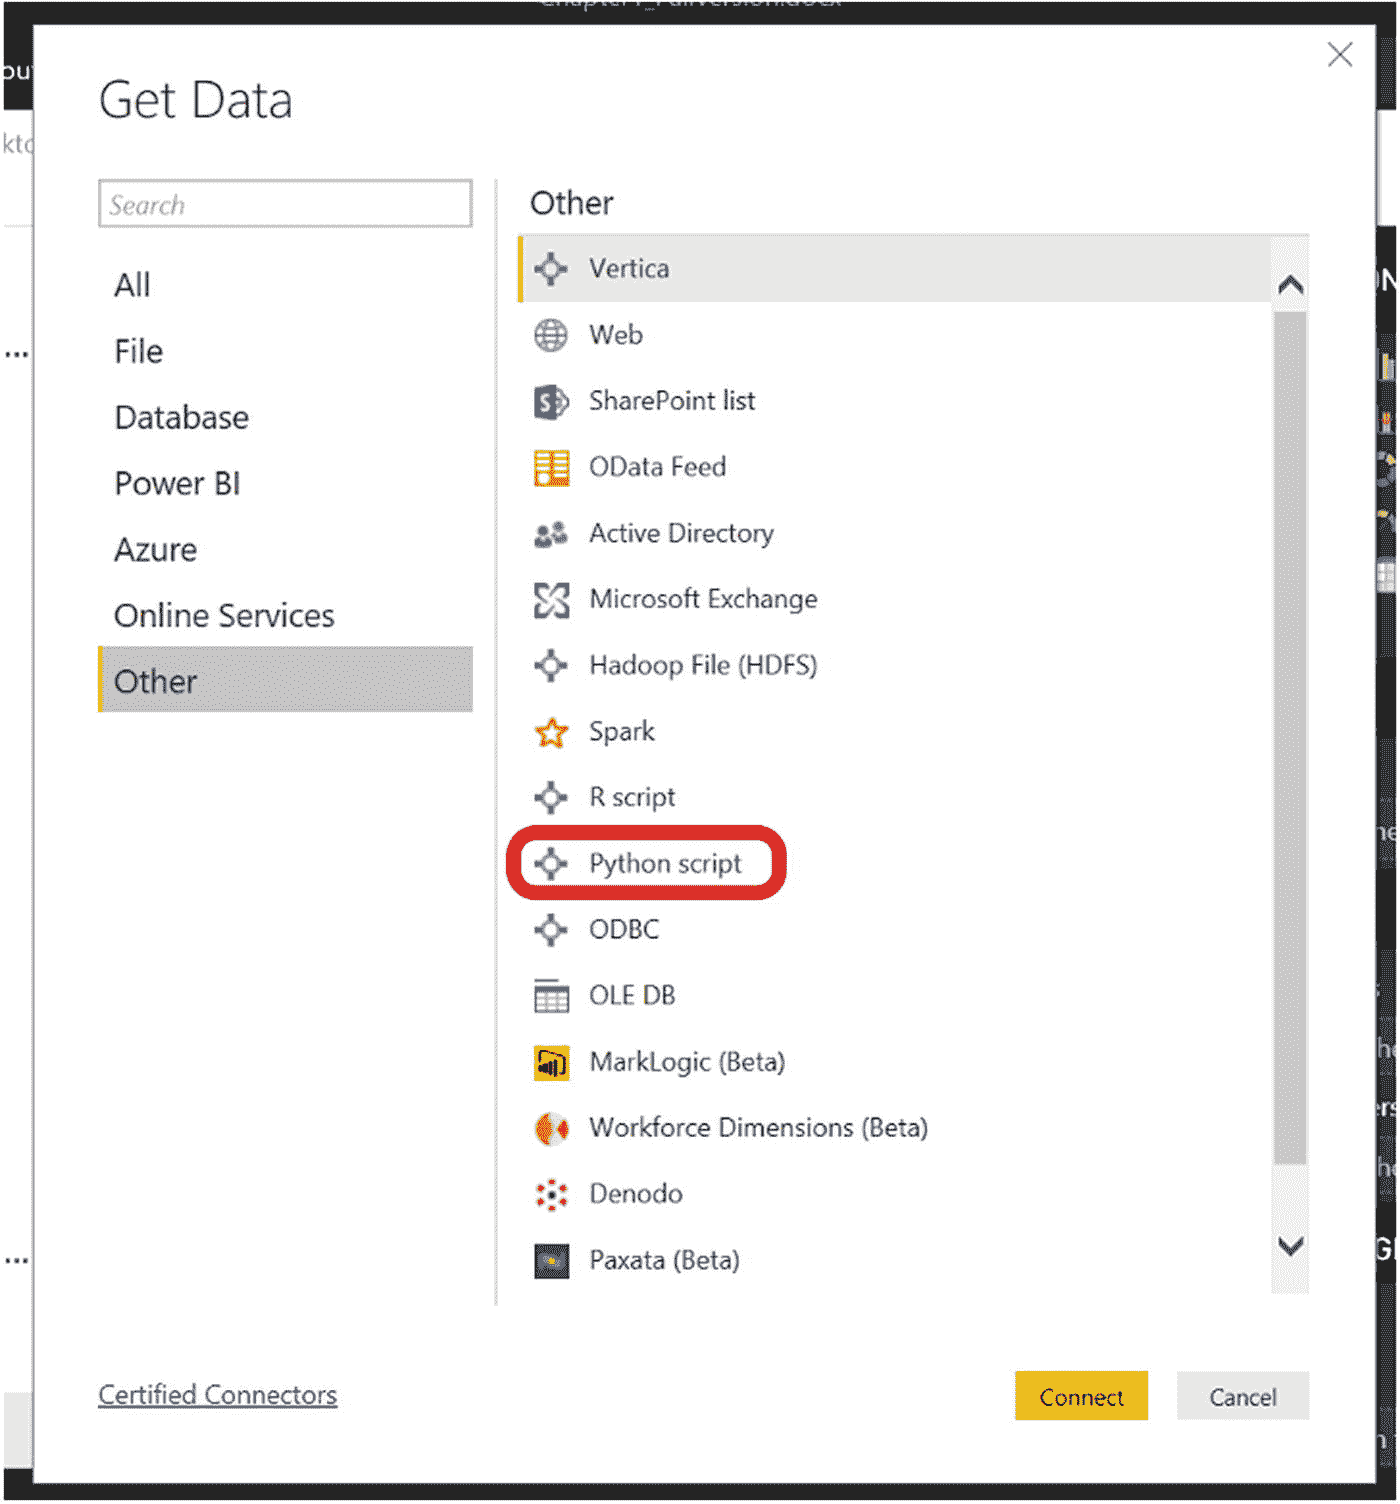 Get Data
Search
All
File
Database
Power BI
Azure
Online Services
Other
Other
Vertica
Web
SharePoint list
OData Feed
Active Directory
Microsoft Exchange
Hadoop File (HDFS)
Spark
R script
Python script
ODBC
OLE DB
MarkLogic (Beta)
Workforce Dimensions (Beta)
Denodo
Paxata (Beta)
Certified Connectors
Connect
Cancel